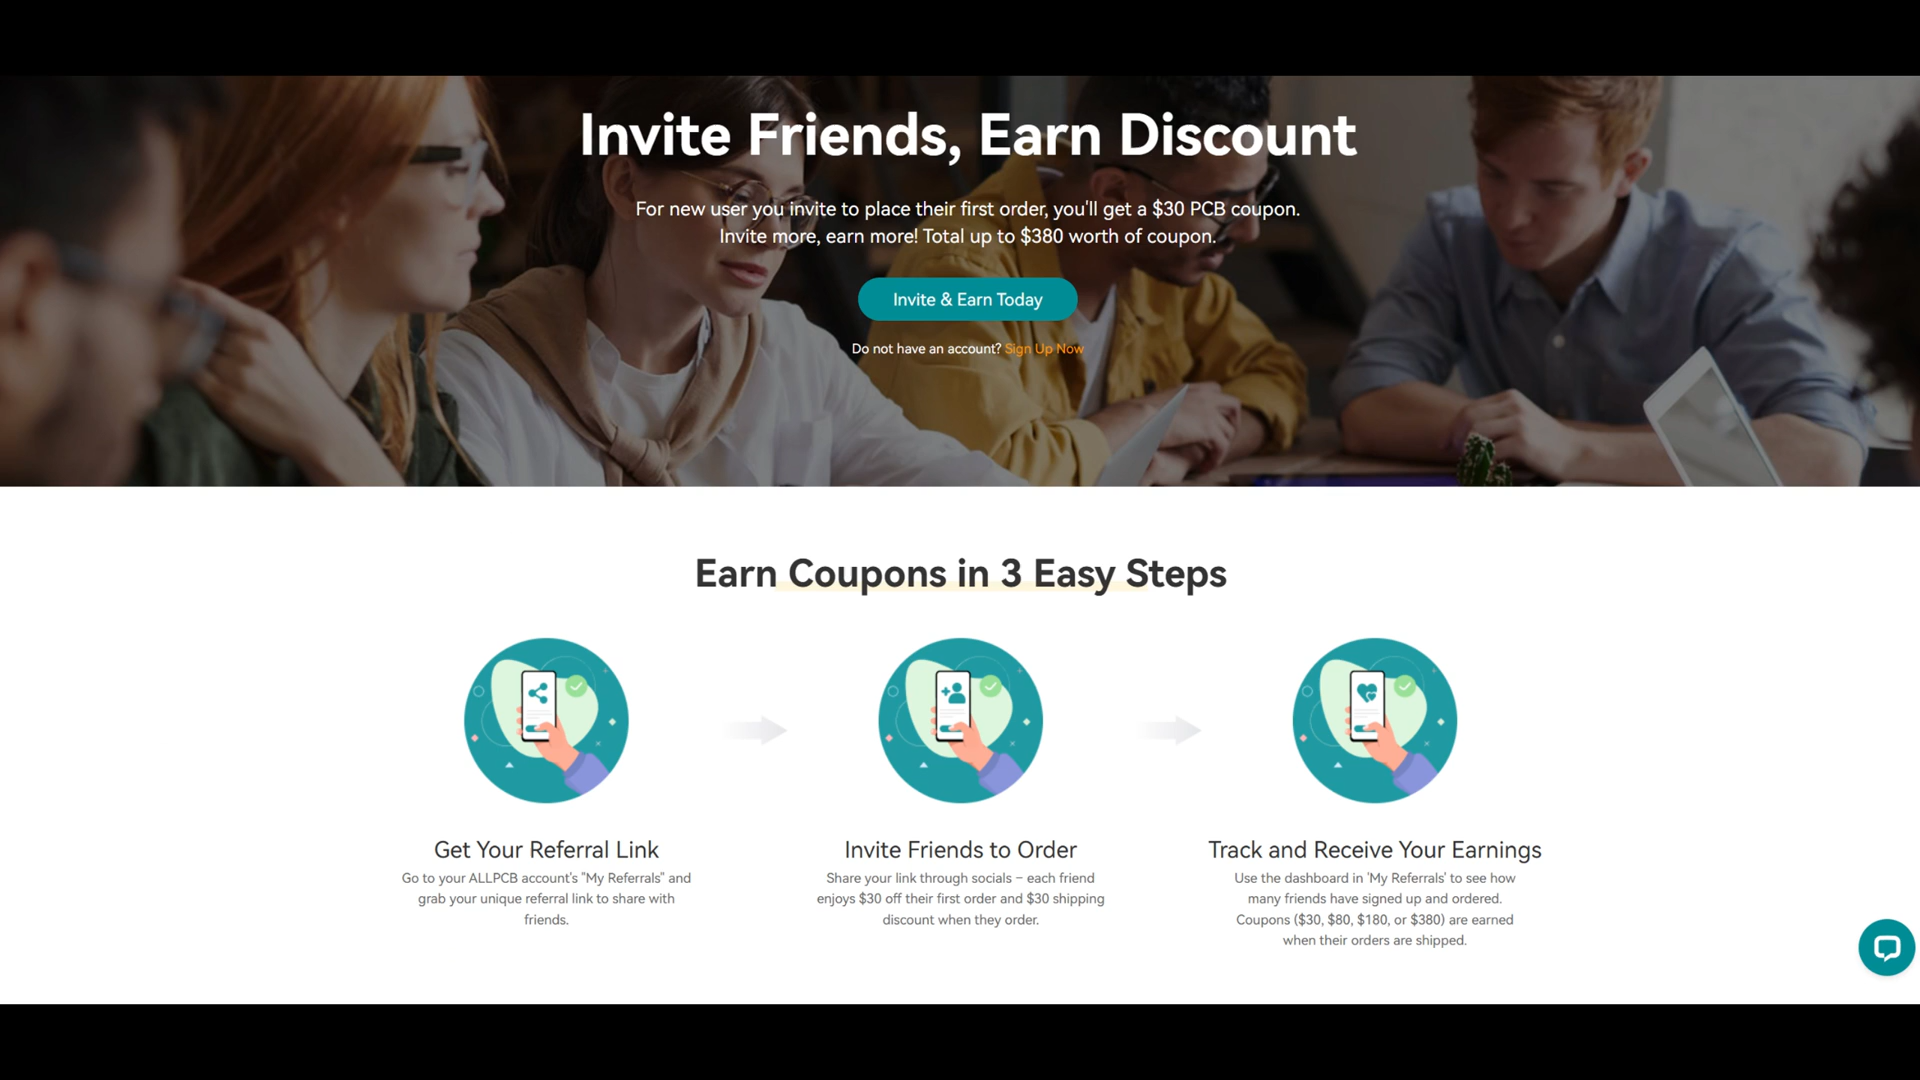 Invite Friends, Earn Discount
For new user you invite to place their first order, you'll get a $30 PCB coupon.
Invite more, earn more! Total up to $380 worth of coupon.
Invite & Earn Today
Do not have an account? Sign Up Now
Earn Coupons in 3 Easy Steps
Get Your Referral Link
Go to your ALLPCB account's "My Referrals" and
grab your unique referral link to share with
friends.
Invite Friends to Order
Share your link through socials – each friend
enjoys $30 off their first order and $30 shipping
discount when they order.
Track and Receive Your Earnings
Use the dashboard in 'My Referrals' to see how
many friends have signed up and ordered.
Coupons ($30, $80, $180, or $380) are earned
when their orders are shipped.